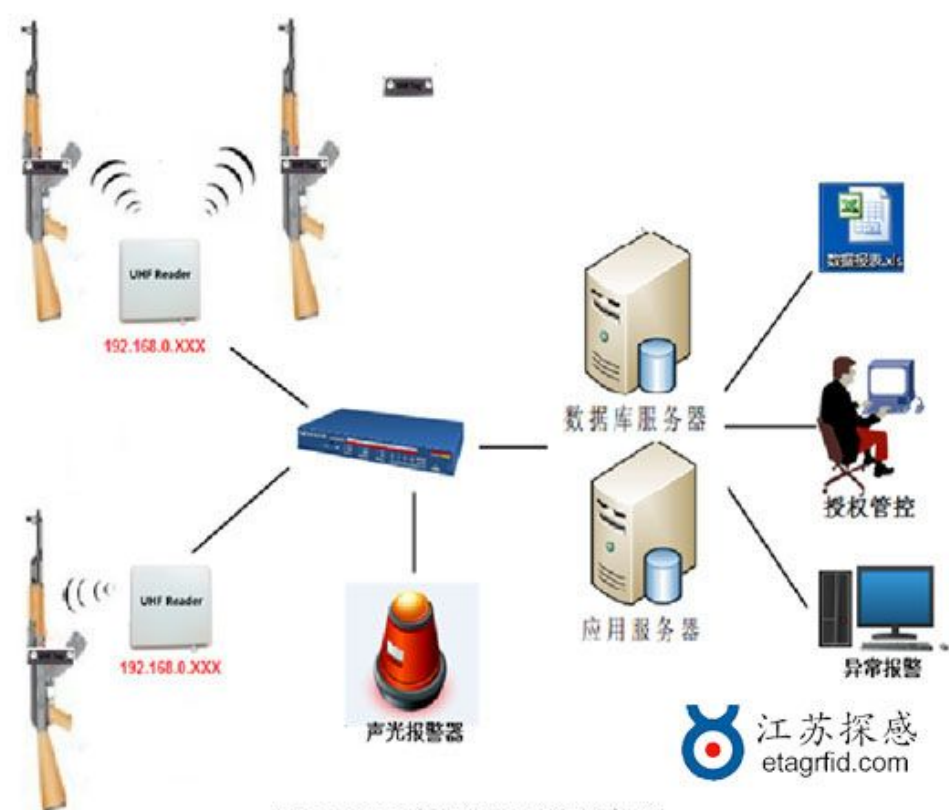 UHF Reader
192.168.0.XXX
数据报表.xls
数据库服务器
授权管控
UHF Reader
192.168.0.XXX
应用服务器
声光报警器
异常报警
江苏探感
etagrfid.com